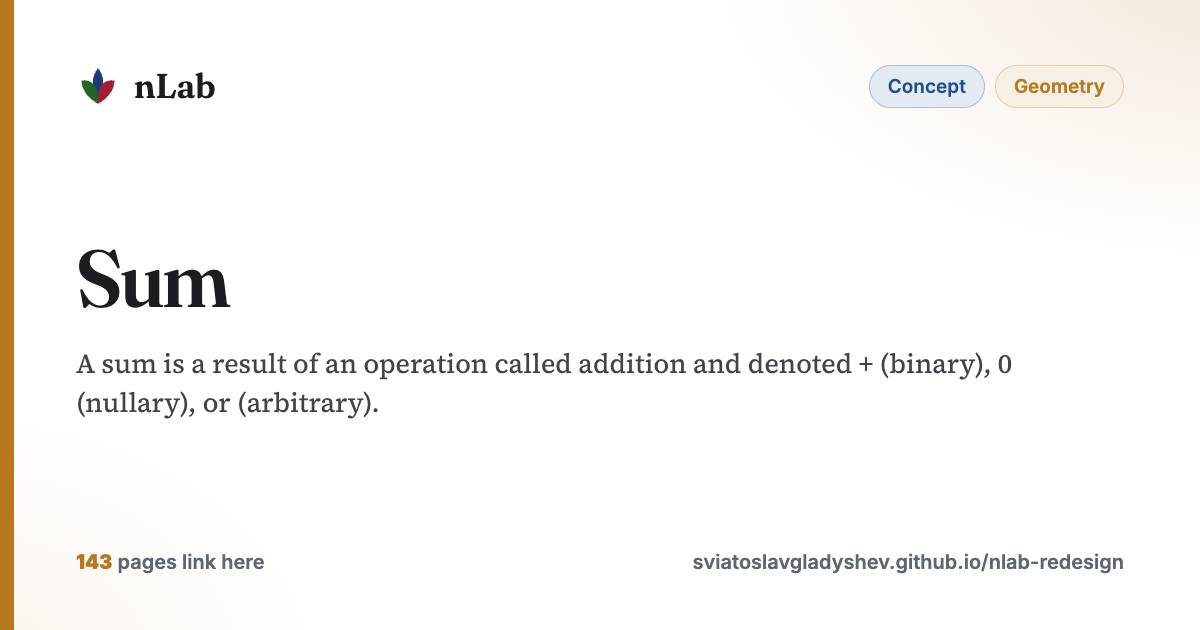 nLab
Concept
Geometry
Sum
A sum is a result of an operation called addition and denoted + (binary), 0
(nullary), or (arbitrary).
143 pages link here
sviatoslavgladyshev.github.io/nlab-redesign